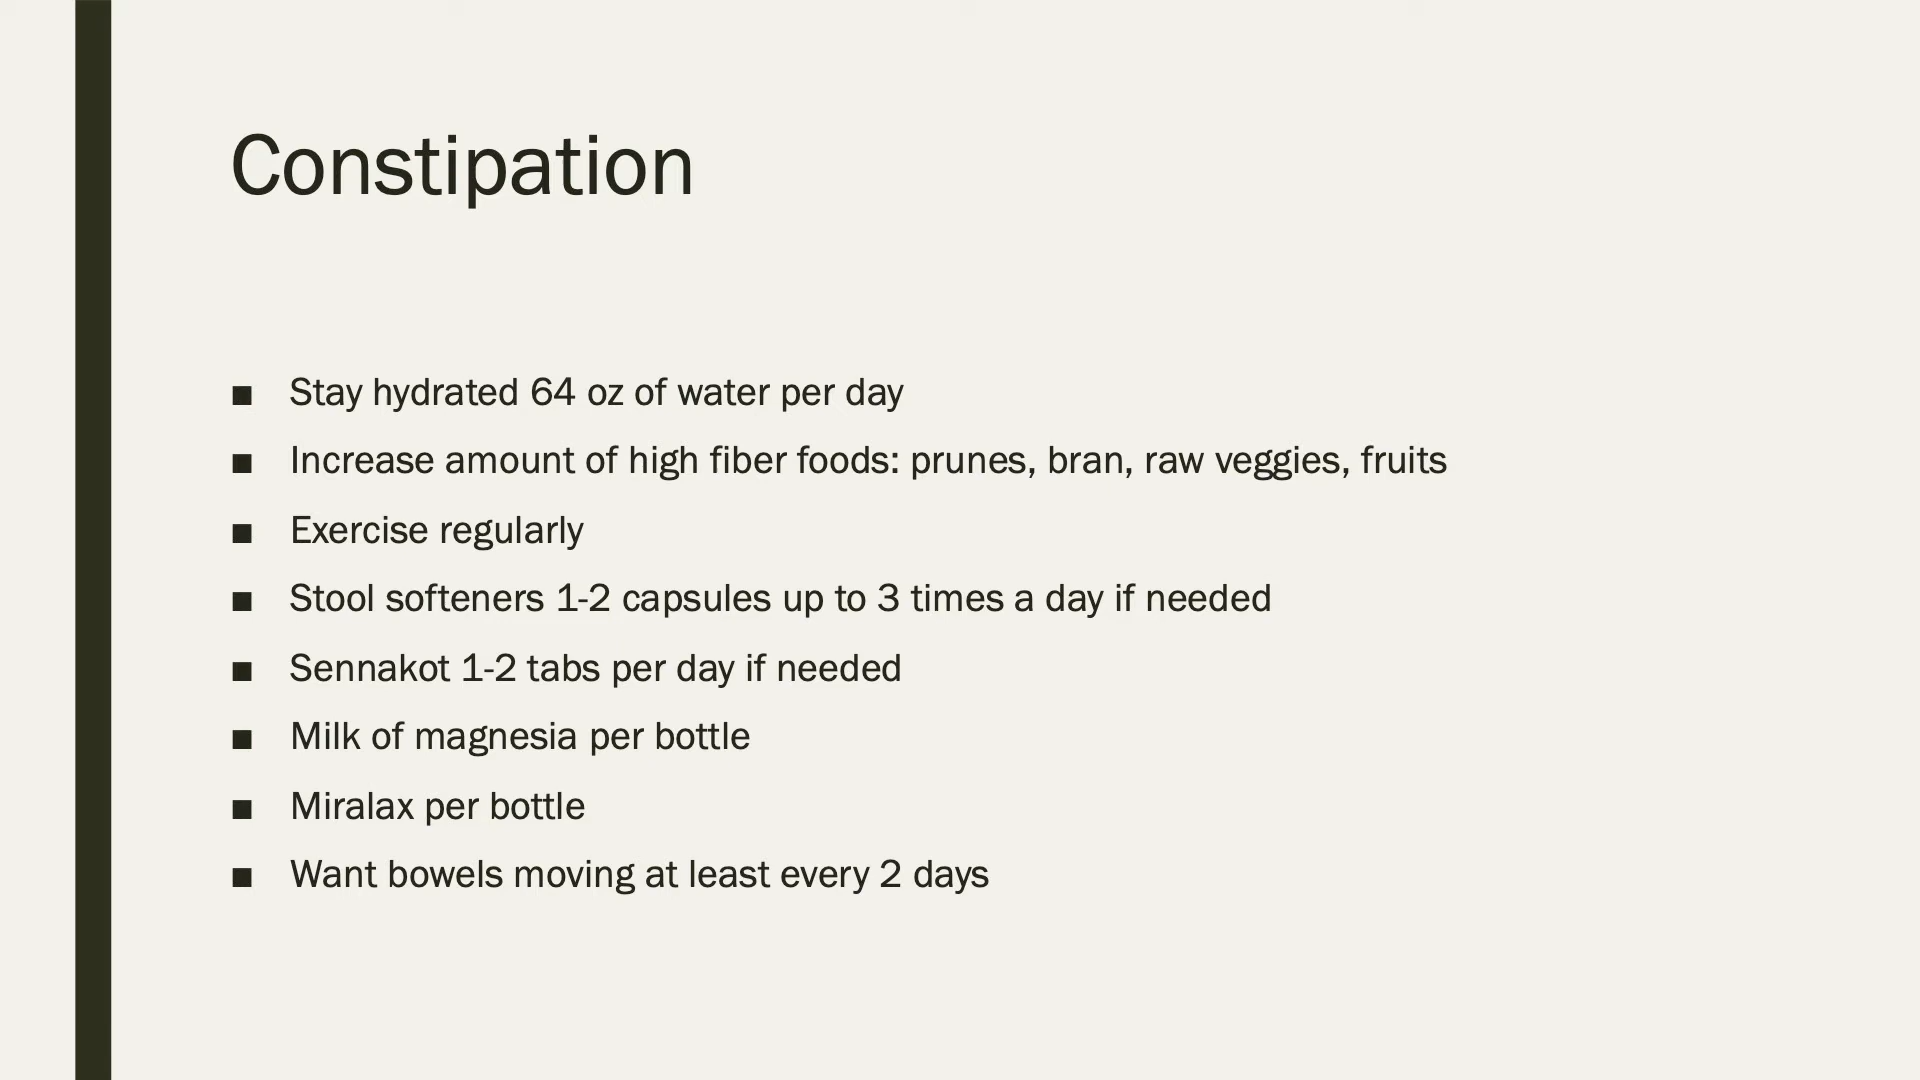 Constipation
■ Stay hydrated 64 oz of water per day
■ Increase amount of high fiber foods: prunes, bran, raw veggies, fruits
■ Exercise regularly
■ Stool softeners 1-2 capsules up to 3 times a day if needed
■ Sennakot 1-2 tabs per day if needed
■ Milk of magnesia per bottle
■ Miralax per bottle
■ Want bowels moving at least every 2 days